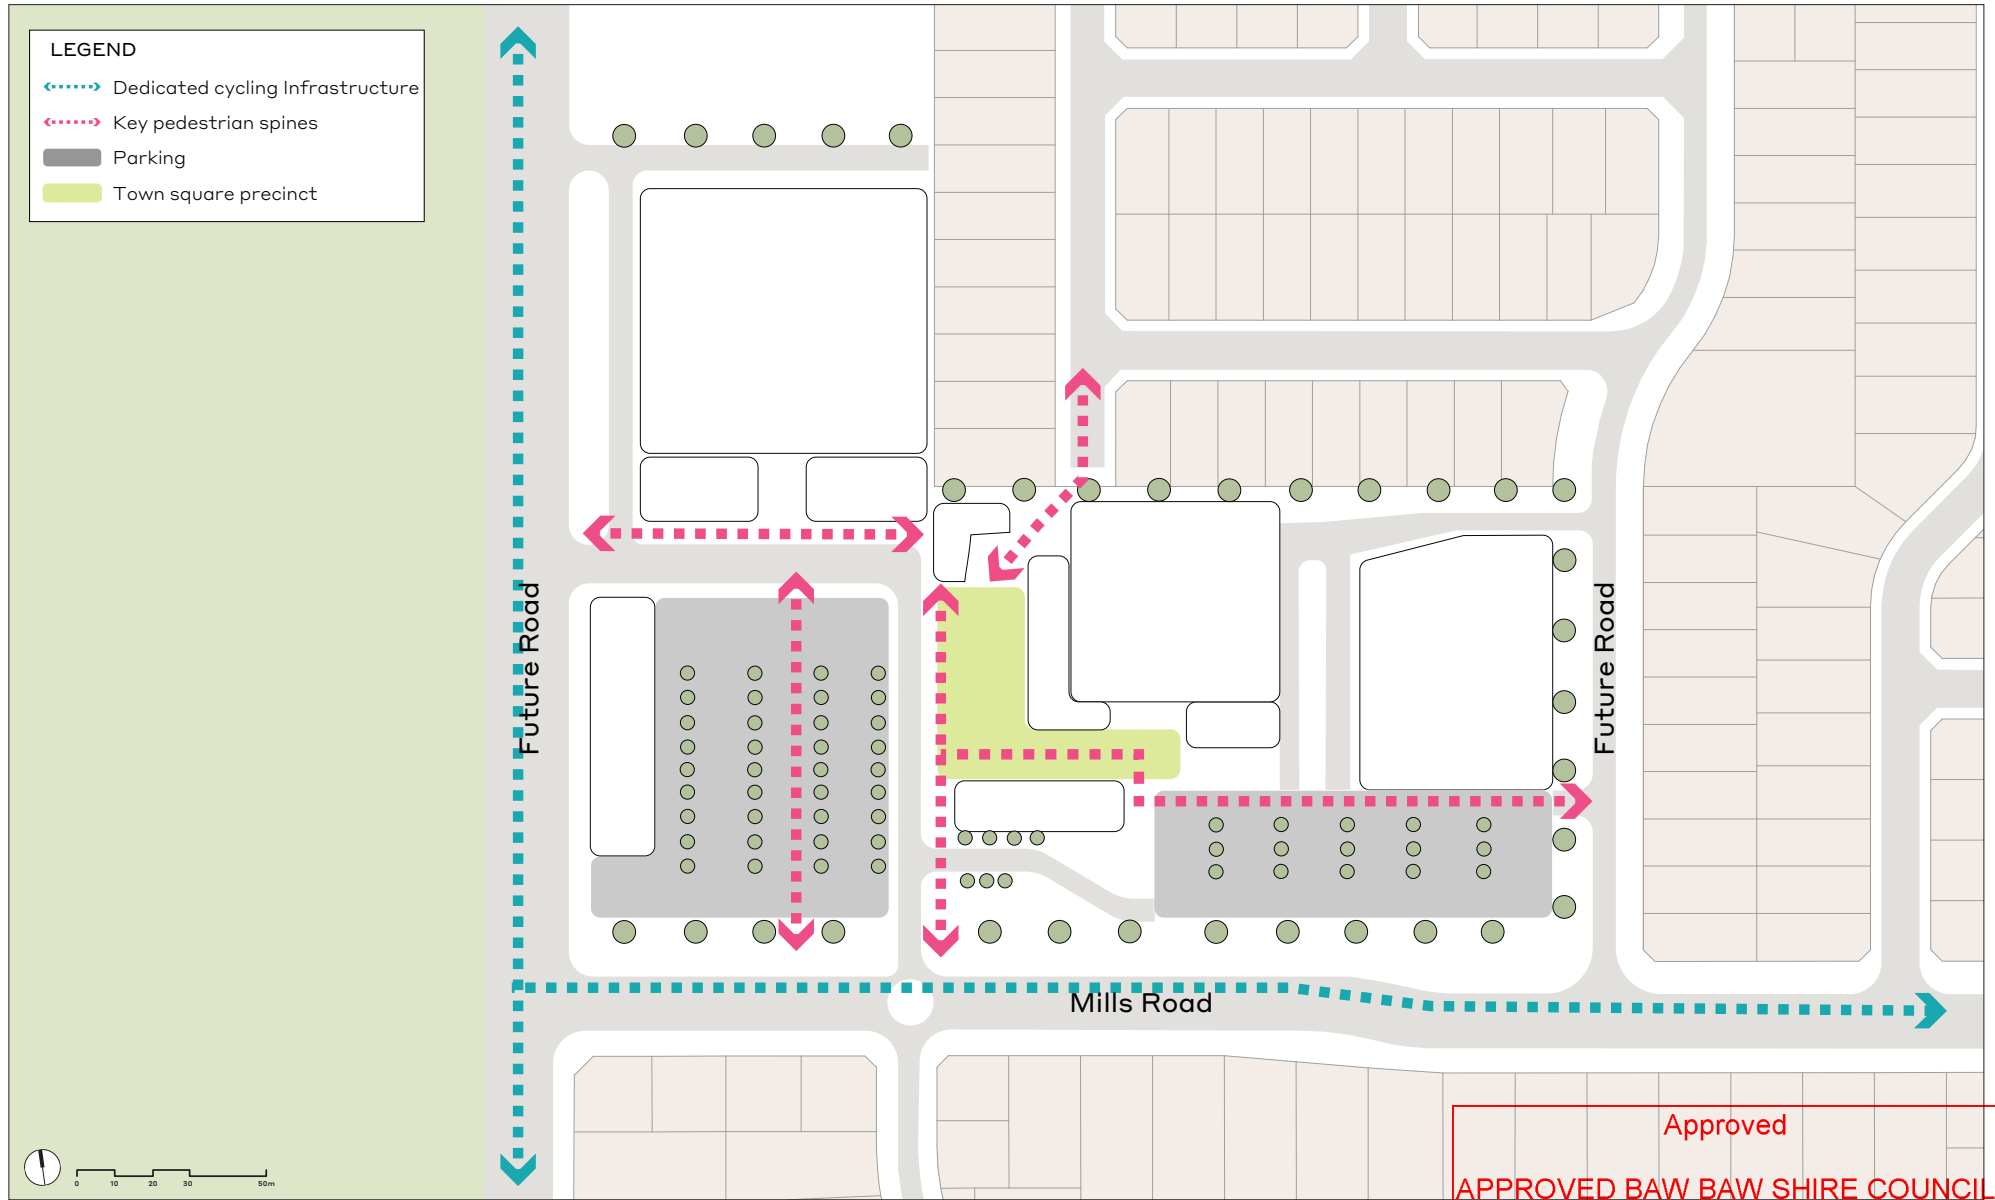 LEGEND
Dedicated cycling Infrastructure
Key pedestrian spines
Parking
Town square precinct
Future Road
Future Road
Mills Road
0 10 20 30 50m
Approved
APPROVED BAW BAW SHIRE COUNCIL